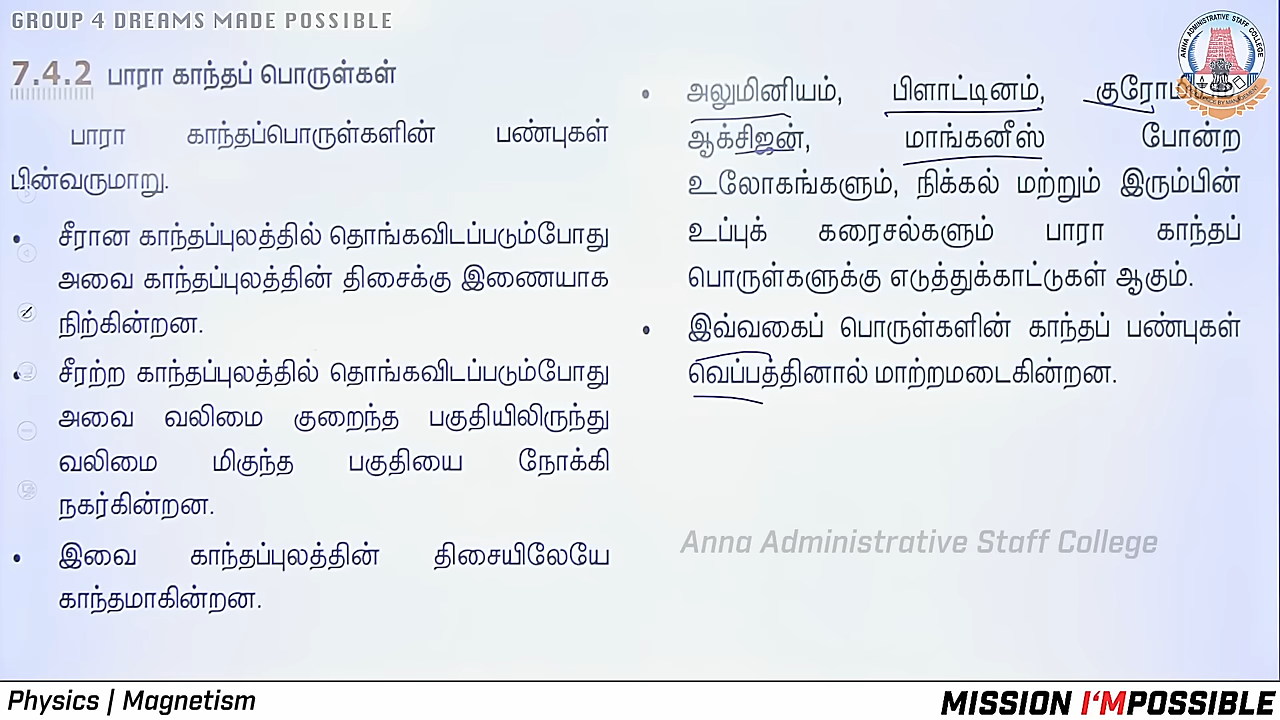 GROUP 4 DREAMS MADE POSSIBLE
7.4.2 பாரா காந்தப் பொருள்கள்
பாரா காந்தப்பொருள்களின் பண்புகள்
பின்வருமாறு.
• சீரான காந்தப்புலத்தில் தொங்கவிடப்படும்போது
அவை காந்தப்புலத்தின் திசைக்கு இணையாக
நிற்கின்றன.
• சீரற்ற காந்தப்புலத்தில் தொங்கவிடப்படும்போது
அவை வலிமை குறைந்த பகுதியிலிருந்து
வலிமை மிகுந்த பகுதியை நோக்கி
நகர்கின்றன.
• இவை காந்தப்புலத்தின் திசையிலேயே
காந்தமாகின்றன.
• அலுமினியம், பிளாட்டினம்,
ஆக்சிஜன், மாங்கனீஸ் போன்ற
உலோகங்களும், நிக்கல் மற்றும் இரும்பின்
உப்புக் கரைசல்களும் பாரா காந்தப்
பொருள்களுக்கு எடுத்துக்காட்டுகள் ஆகும்.
• இவ்வகைப் பொருள்களின் காந்தப் பண்புகள்
வெப்பத்தினால் மாற்றமடைகின்றன.
ANNA ADMINISTRATIVE STAFF COLLEGE
Anna Administrative Staff College
Physics | Magnetism
MISSION I'MPOSSIBLE